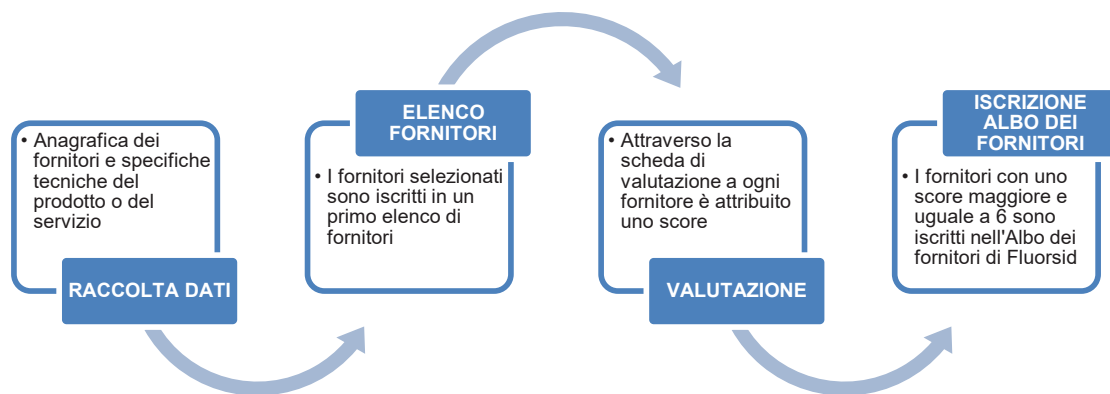 • Anagrafica dei
fornitori e specifiche
tecniche del
prodotto o del
servizio
RACCOLTA DATI
ELENCO
FORNITORI
• I fornitori selezionati
sono iscritti in un
primo elenco di
fornitori
• Attraverso la
scheda di
valutazione a ogni
fornitore è attribuito
uno score
VALUTAZIONE
ISCRIZIONE
ALBO DEI
FORNITORI
• I fornitori con uno
score maggiore e
uguale a 6 sono
iscritti nell'Albo dei
fornitori di Fluorsid